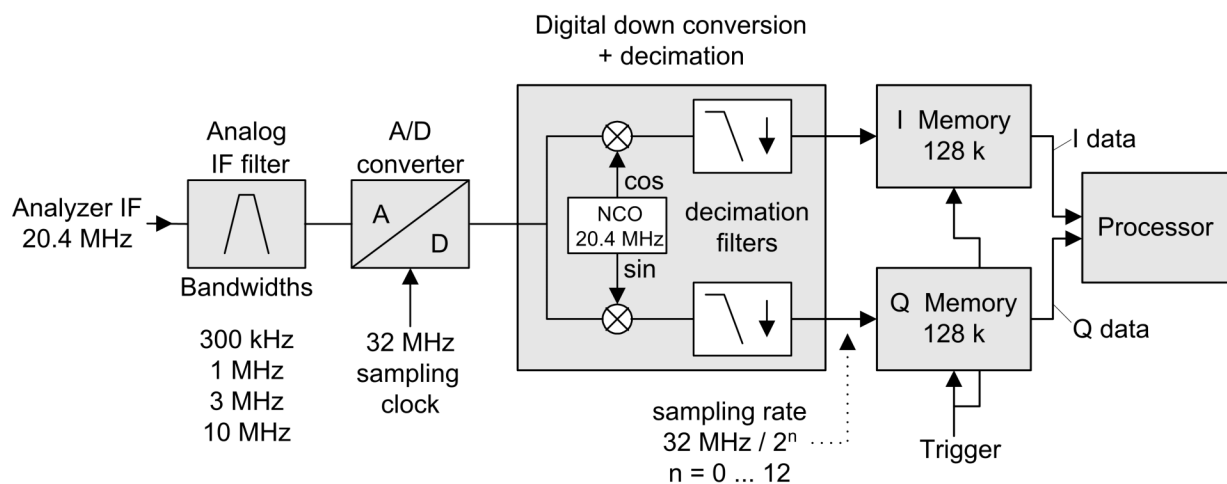 Digital down conversion
+ decimation
Analog
IF filter
A/D
converter
Analyzer IF
20.4 MHz
Bandwidths
300 kHz
1 MHz
3 MHz
10 MHz
A
D
32 MHz
sampling
clock
cos
NCO
20.4 MHz
sin
decimation
filters
sampling rate
32 MHz / 2ⁿ
n = 0 ... 12
I Memory
128 k
Q Memory
128 k
Trigger
I data
Q data
Processor